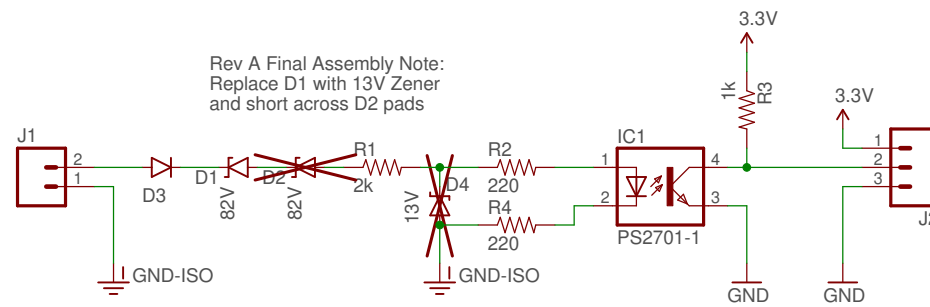 Rev A Final Assembly Note:
Replace D1 with 13V Zener
and short across D2 pads
3.3V
1k
R3
3.3V
J1
2
1
D3
D1
82V
D2
82V
R1
2k
13V
D4
R2
220
R4
220
IC1
1
2
4
3
PS2701-1
1
2
3
J2
GND-ISO
GND-ISO
GND
GND